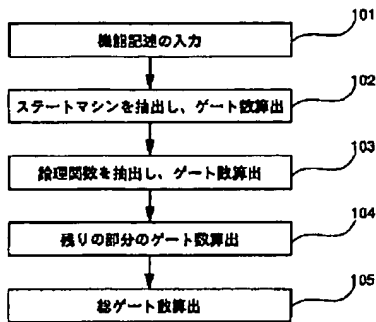 101
機能記述の入力
102
ステートマシンを抽出し、ゲート数算出
103
論理関数を抽出し、ゲート数算出
104
残りの部分のゲート数算出
105
総ゲート数算出